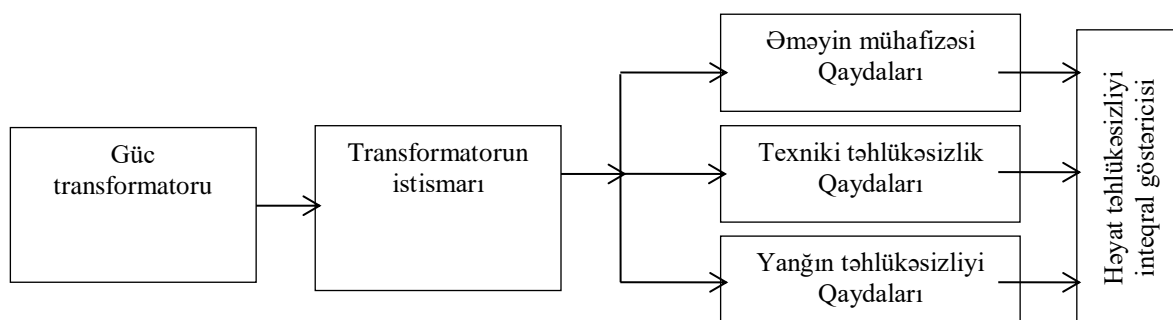 Güc
transformatoru
Transformatorun
istismarı
Əməyin mühafizəsi
Qaydaları
Texniki təhlükəsizlik
Qaydaları
Yanğın təhlükəsizliyi
Qaydaları
Həyat təhlükəsizliyi
inteqral göstəricisi